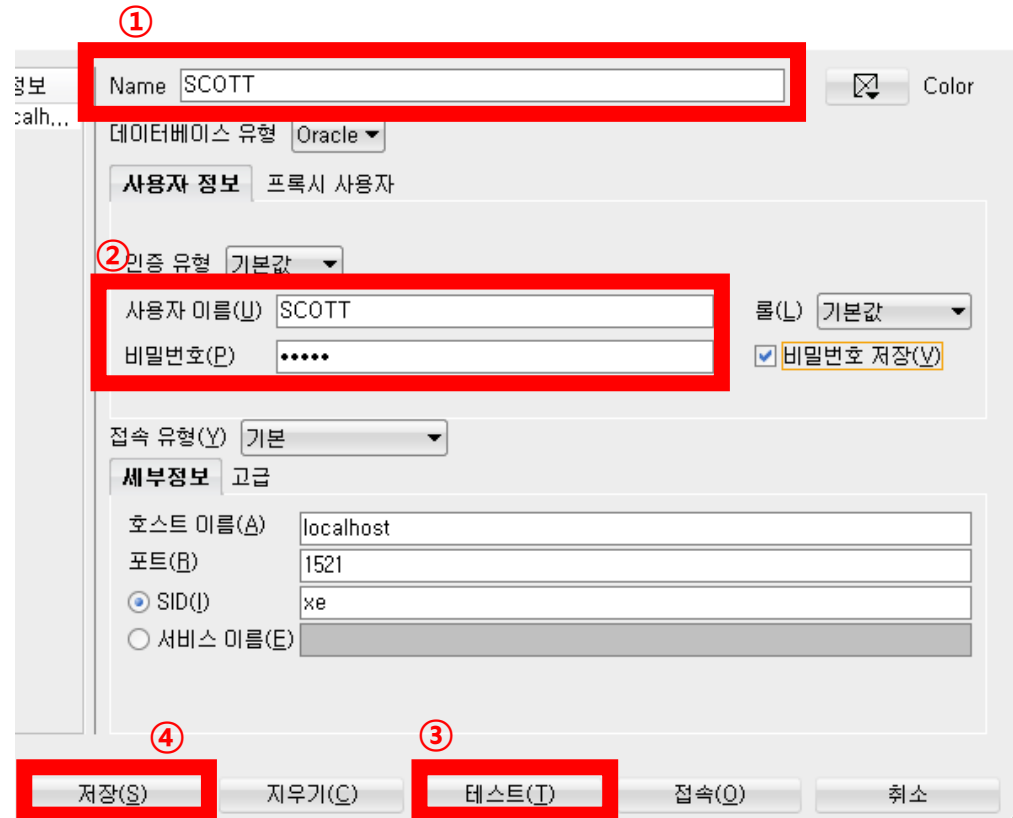 ①
정보
Name SCOTT Color
calh...
데이터베이스 유형 Oracle
사용자 정보 프록시 사용자
②
인증 유형 기본값
사용자 이름(U) SCOTT 롤(L) 기본값
비밀번호(P) ••••• 비밀번호 저장(V)
접속 유형(Y) 기본
세부정보 고급
호스트 이름(A) localhost
포트(R) 1521
SID(I) xe
서비스 이름(E)
④ ③
저장(S) 지우기(C) 테스트(T) 접속(O) 취소